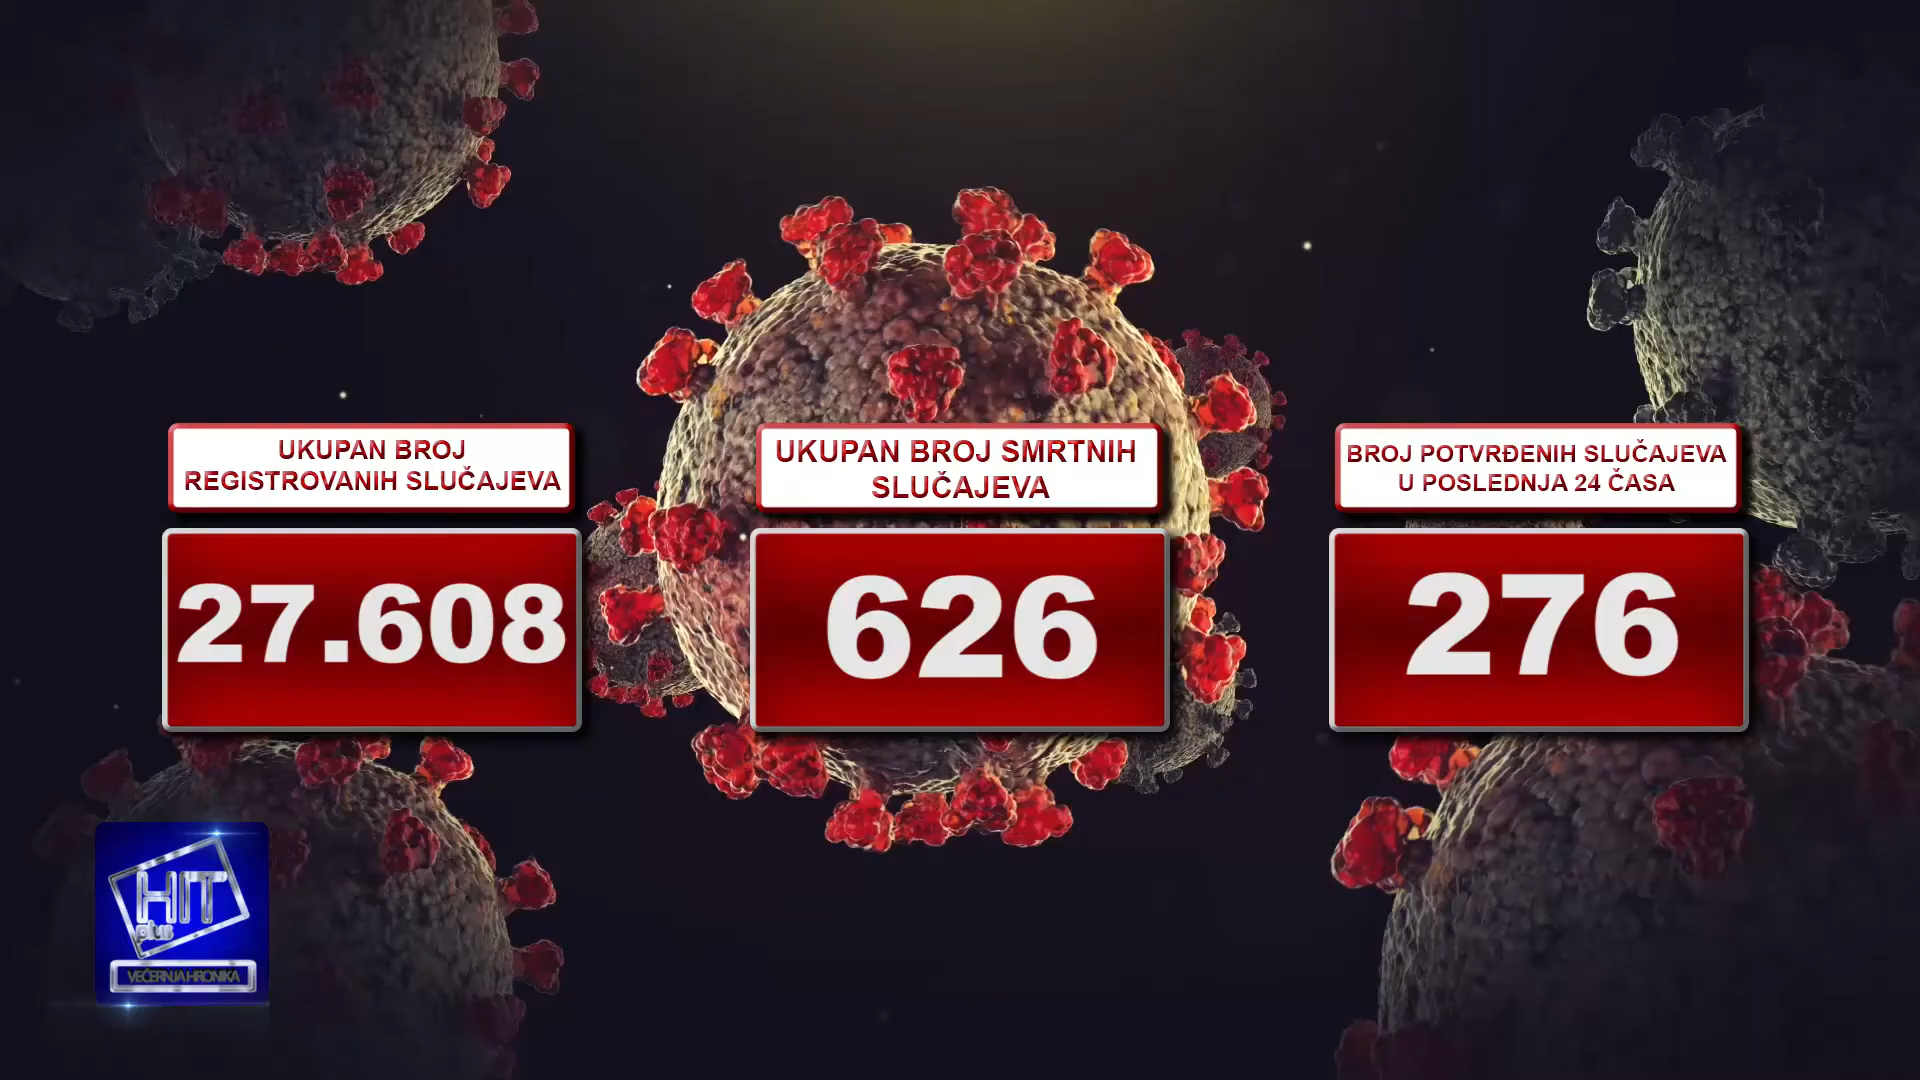 UKUPAN BROJ
REGISTROVANIH SLUČAJEVA
27.608
UKUPAN BROJ SMRTNIH
SLUČAJEVA
626
BROJ POTVRĐENIH SLUČAJEVA
U POSLEDNJA 24 ČASA
276
HIT
plus
VEČERNJA HRONIKA